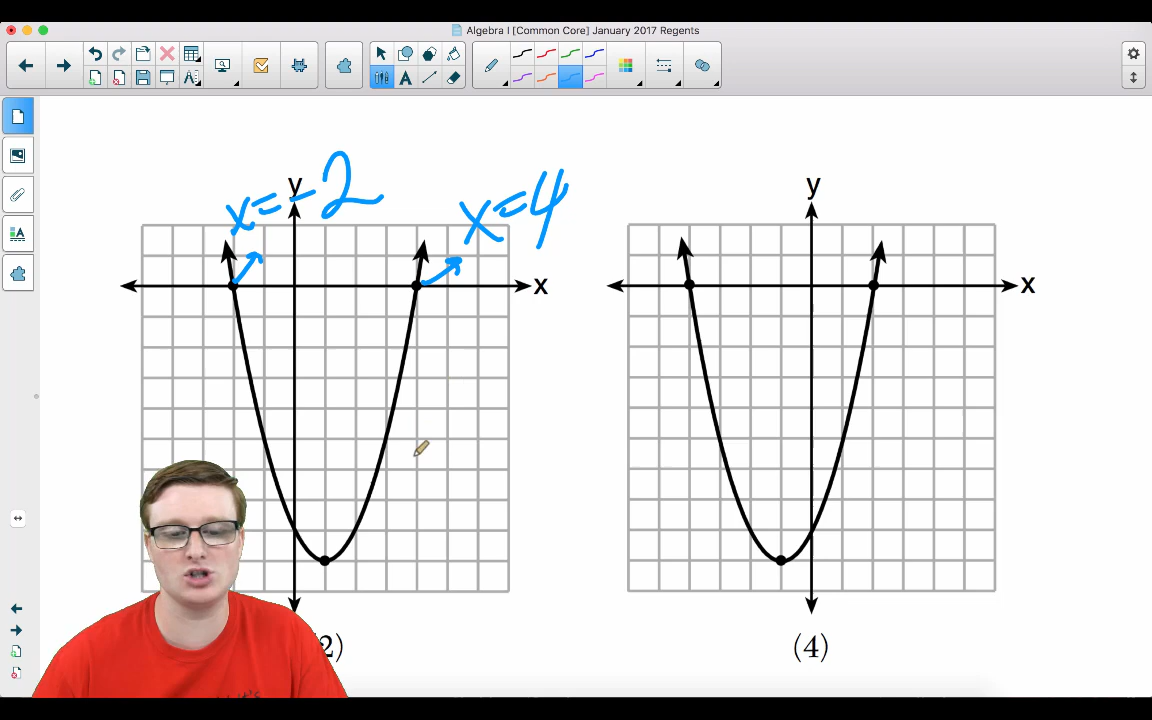 Algebra I [Common Core] January 2017 Regents
x=-2
x=4
y
y
x
x
2)
(4)